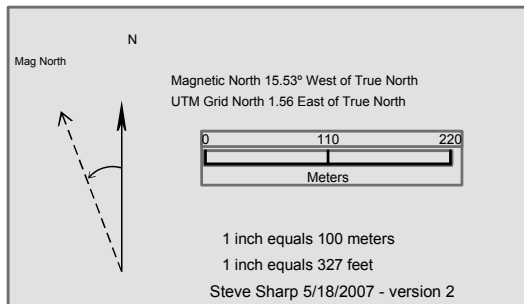 N
Mag North
Magnetic North 15.53º West of True North
UTM Grid North 1.56 East of True North
0 110 220
Meters
1 inch equals 100 meters
1 inch equals 327 feet
Steve Sharp 5/18/2007 - version 2